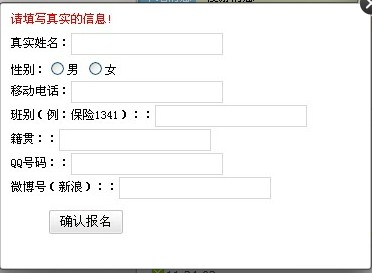 请填写真实的信息!
真实姓名：
性别： 男 女
移动电话：
班别（例：保险1341）：：
籍贯：：
QQ号码：：
微博号（新浪）：：
确认报名